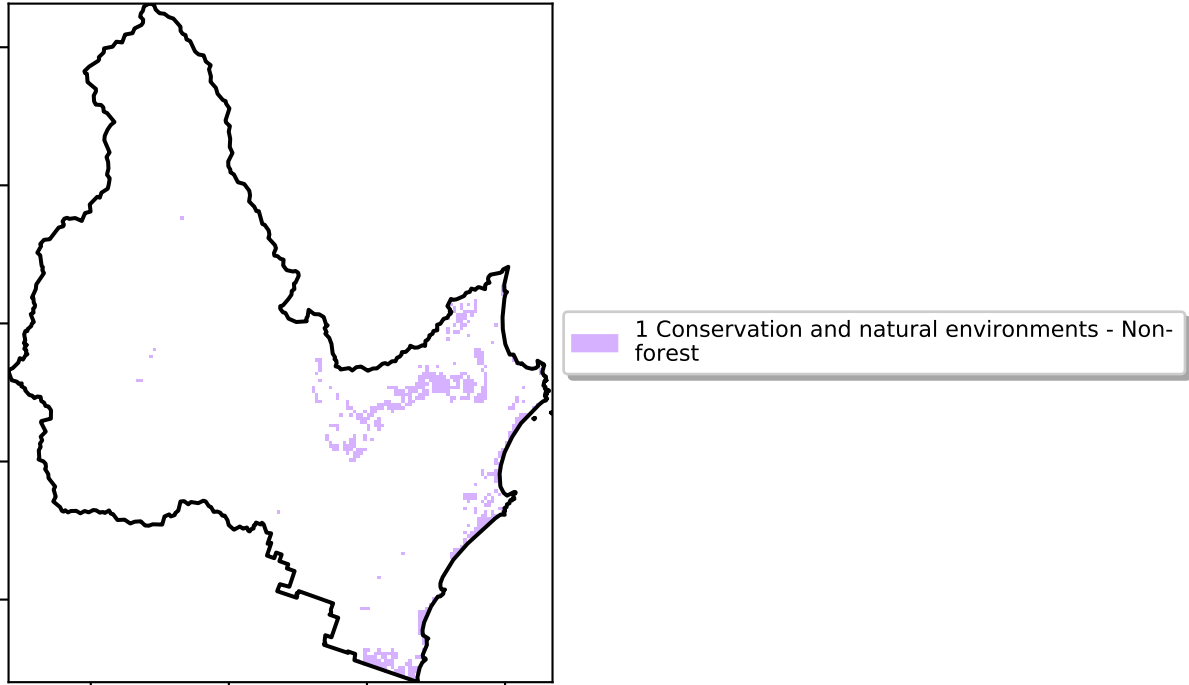 1 Conservation and natural environments - Non-
forest